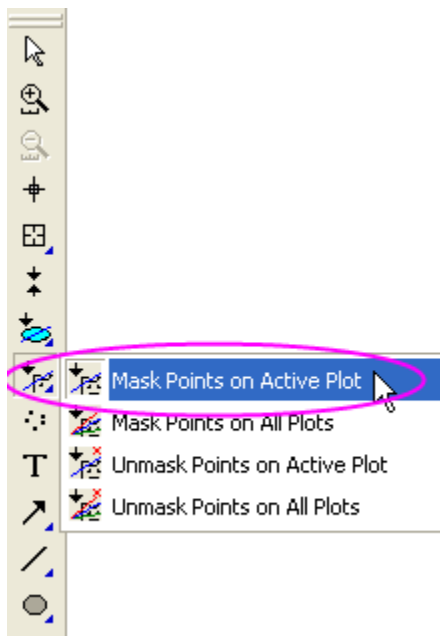 Mask Points on Active Plot
Mask Points on All Plots
T
Unmask Points on Active Plot
Unmask Points on All Plots